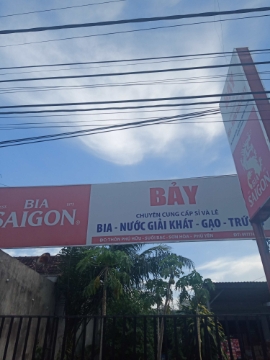 BIA
SAIGON
BẢY
CHUYÊN CUNG CẤP SỈ VÀ LẺ
BIA - NƯỚC GIẢI KHÁT - GẠO - TRỨ